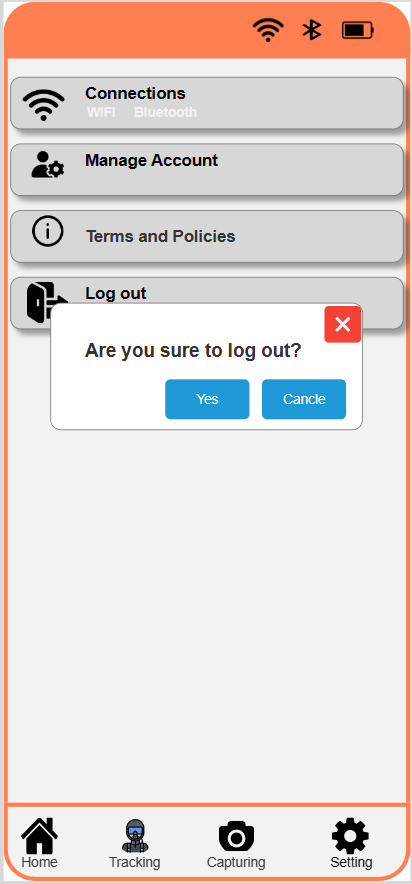 Connections
WIFI Bluetooth
Manage Account
Terms and Policies
Log out
Are you sure to log out?
Yes Cancle
Home Tracking Capturing Setting